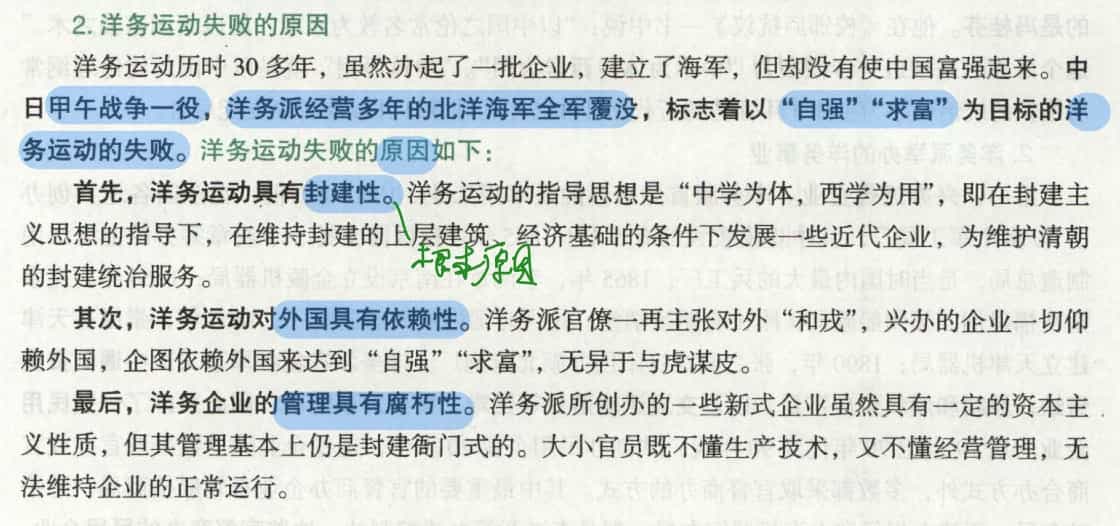 2. 洋务运动失败的原因
洋务运动历时 30 多年，虽然办起了一批企业，建立了海军，但却没有使中国富强起来。中
日甲午战争一役，洋务派经营多年的北洋海军全军覆没，标志着以“自强”“求富”为目标的洋
务运动的失败。洋务运动失败的原因如下：
首先，洋务运动具有封建性。洋务运动的指导思想是“中学为体，西学为用”，即在封建主
义思想的指导下，在维持封建的上层建筑、经济基础的条件下发展一些近代企业，为维护清朝
根本原因
的封建统治服务。
其次，洋务运动对外国具有依赖性。洋务派官僚一再主张对外“和戎”，兴办的企业一切仰
赖外国，企图依赖外国来达到“自强”“求富”，无异于与虎谋皮。
最后，洋务企业的管理具有腐朽性。洋务派所创办的一些新式企业虽然具有一定的资本主
义性质，但其管理基本上仍是封建衙门式的。大小官员既不懂生产技术，又不懂经营管理，无
法维持企业的正常运行。